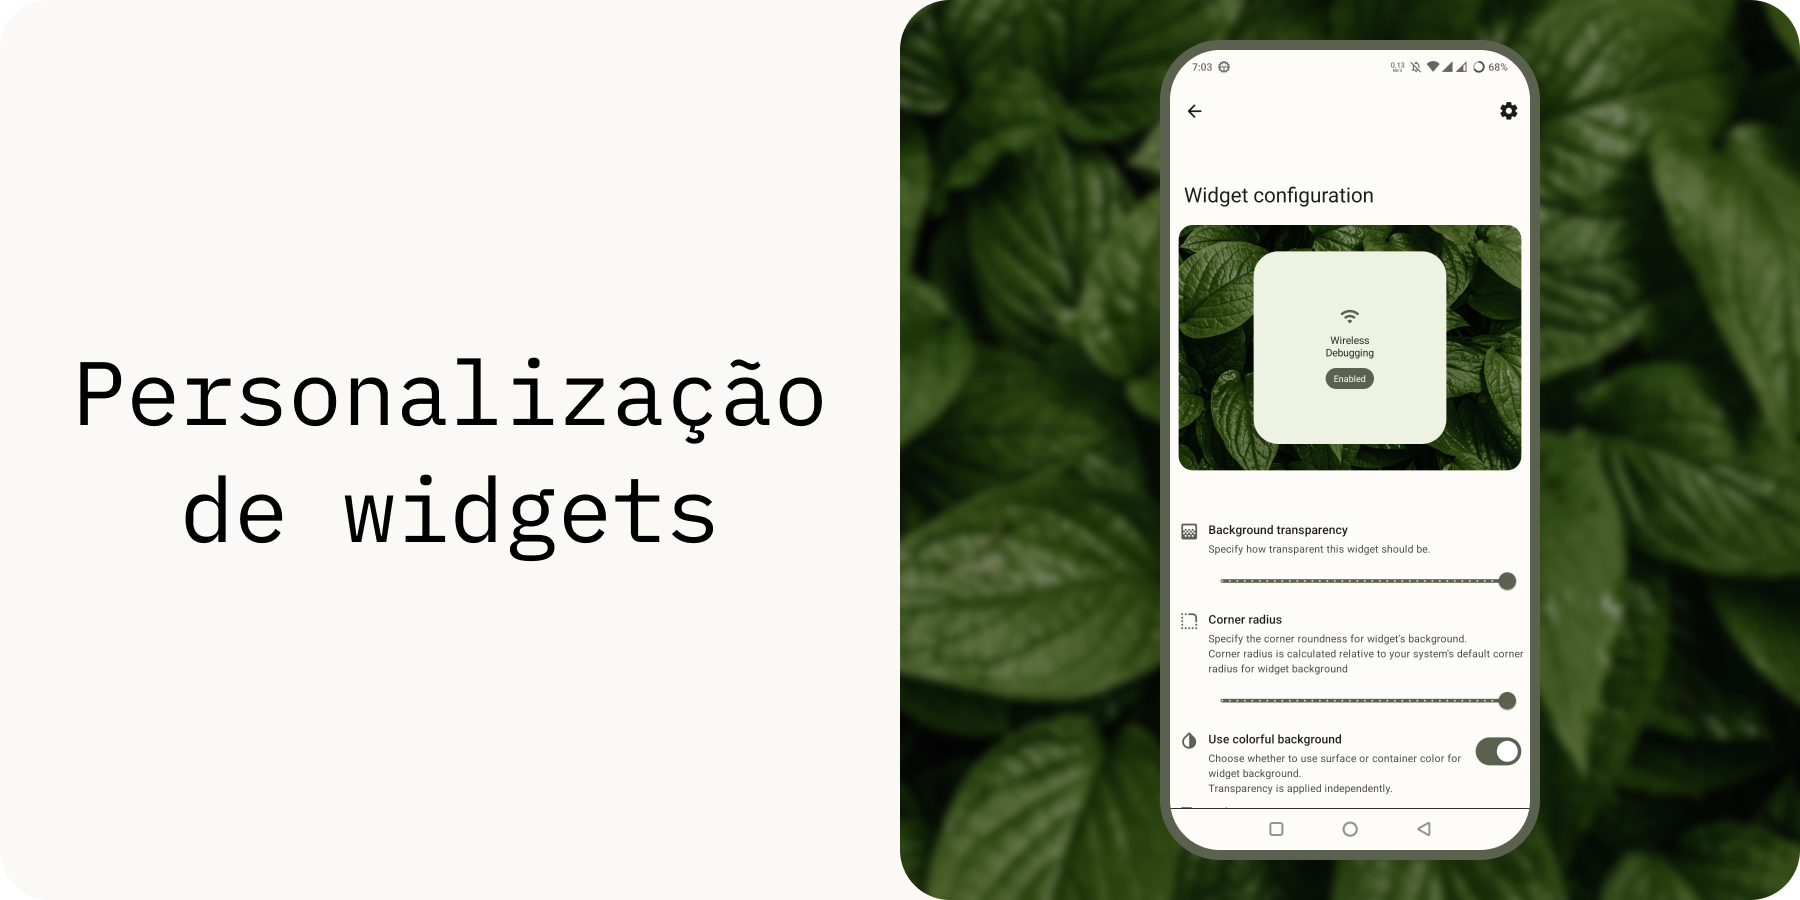 Personalização
de widgets
7:03
0.13
68%
Widget configuration
Wireless
Debugging
Enabled
Background transparency
Specify how transparent this widget should be.
Corner radius
Specify the corner roundness for widget's background.
Corner radius is calculated relative to your system's default corner
radius for widget background
Use colorful background
Choose whether to use surface or container color for
widget background.
Transparency is applied independently.